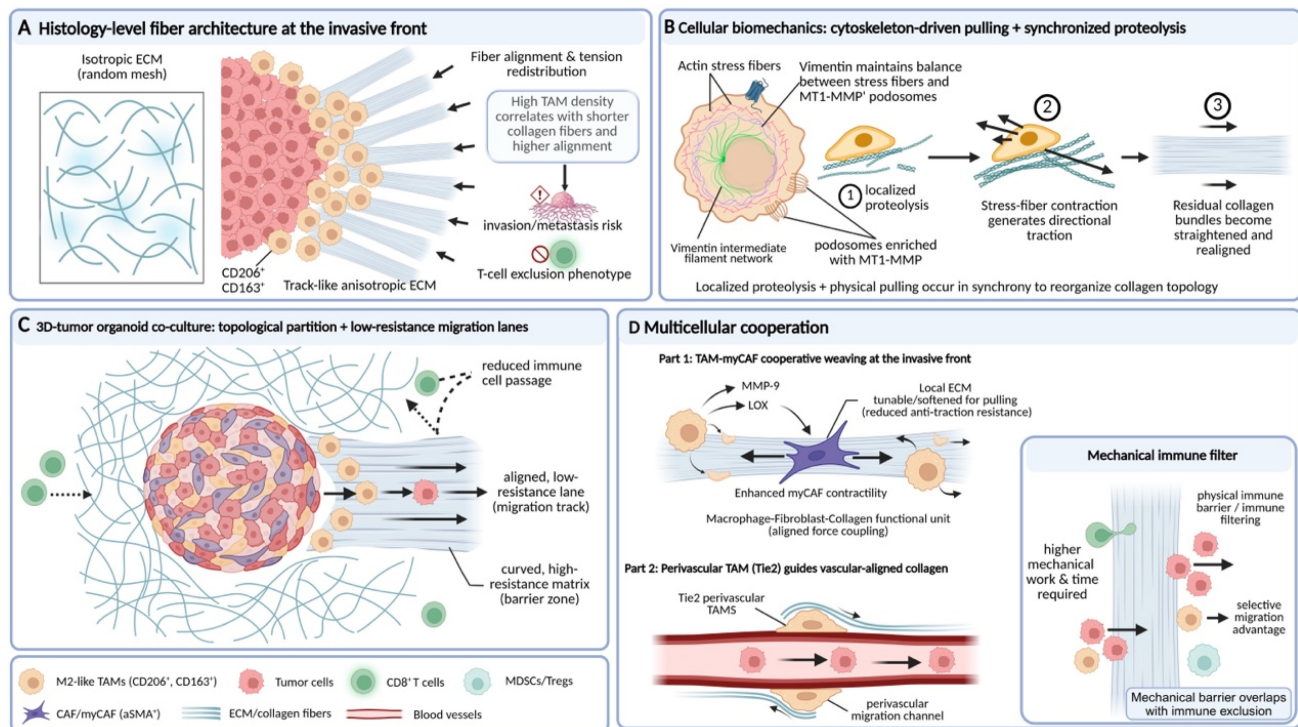 A Histology-level fiber architecture at the invasive front
Isotropic ECM
(random mesh)
Fiber alignment & tension
redistribution
High TAM density
correlates with shorter
collagen fibers and
higher alignment
invasion/metastasis risk
T-cell exclusion phenotype
CD206⁺
CD163⁺
Track-like anisotropic ECM
B Cellular biomechanics: cytoskeleton-driven pulling + synchronized proteolysis
Actin stress fibers
Vimentin maintains balance
between stress fibers and
MT1-MMP' podosomes
1 localized
proteolysis
2
3
Vimentin intermediate
filament network
podosomes enriched
with MT1-MMP
Stress-fiber contraction
generates directional
traction
Residual collagen
bundles become
straightened and
realigned
Localized proteolysis + physical pulling occur in synchrony to reorganize collagen topology
C 3D-tumor organoid co-culture: topological partition + low-resistance migration lanes
reduced immune
cell passage
aligned, low-
resistance lane
(migration track)
curved, high-
resistance matrix
(barrier zone)
D Multicellular cooperation
Part 1: TAM-myCAF cooperative weaving at the invasive front
MMP-9
LOX
Local ECM
tunable/softened for pulling
(reduced anti-traction resistance)
Enhanced myCAF contractility
Macrophage-Fibroblast-Collagen functional unit
(aligned force coupling)
Part 2: Perivascular TAM (Tie2) guides vascular-aligned collagen
Tie2 perivascular
TAMS
perivascular
migration channel
Mechanical immune filter
physical immune
barrier / immune
filtering
higher
mechanical
work & time
required
selective
migration
advantage
Mechanical barrier overlaps
with immune exclusion
M2-like TAMs (CD206⁺, CD163⁺)
Tumor cells
CD8⁺ T cells
MDSCs/Tregs
CAF/myCAF (aSMA⁺)
ECM/collagen fibers
Blood vessels